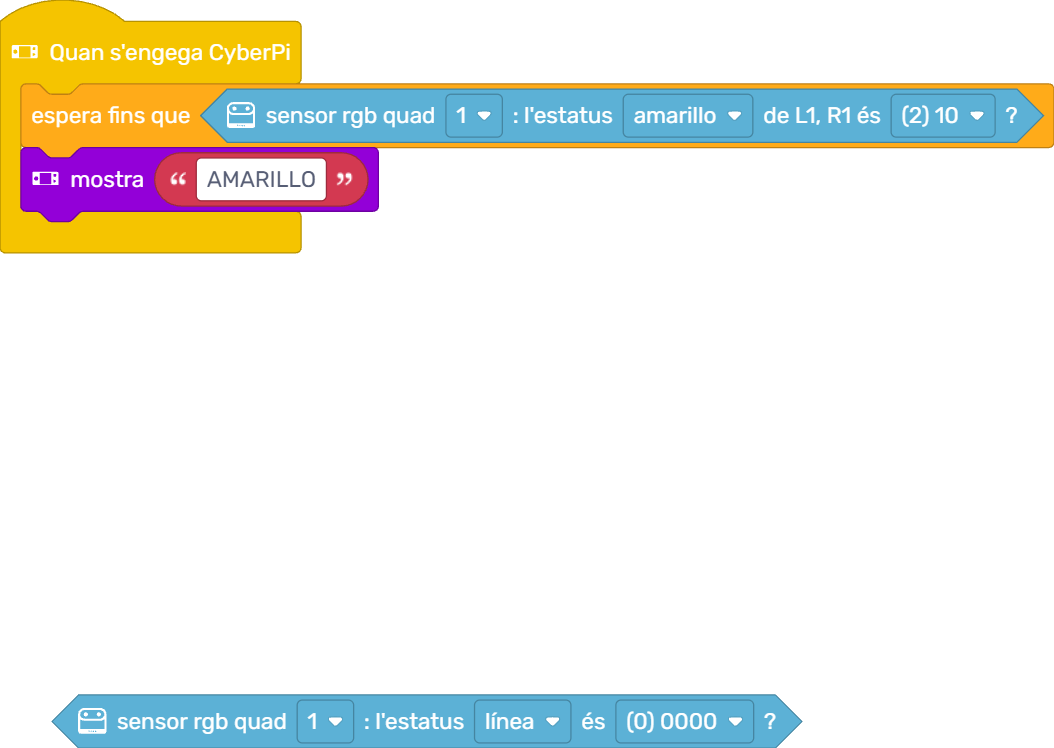 Quan s'engega CyberPi
espera fins que sensor rgb quad 1 : l'estatus amarillo de L1, R1 és (2) 10 ?
mostra “ AMARILLO ”
sensor rgb quad 1 : l'estatus línea és (0) 0000 ?